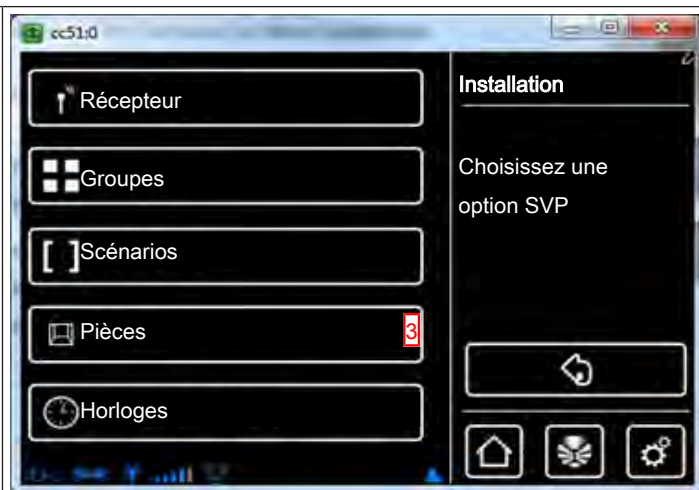 cc51:0
Récepteur
Groupes
Scénarios
Pièces
3
Horloges
Installation
Choisissez une
option SVP